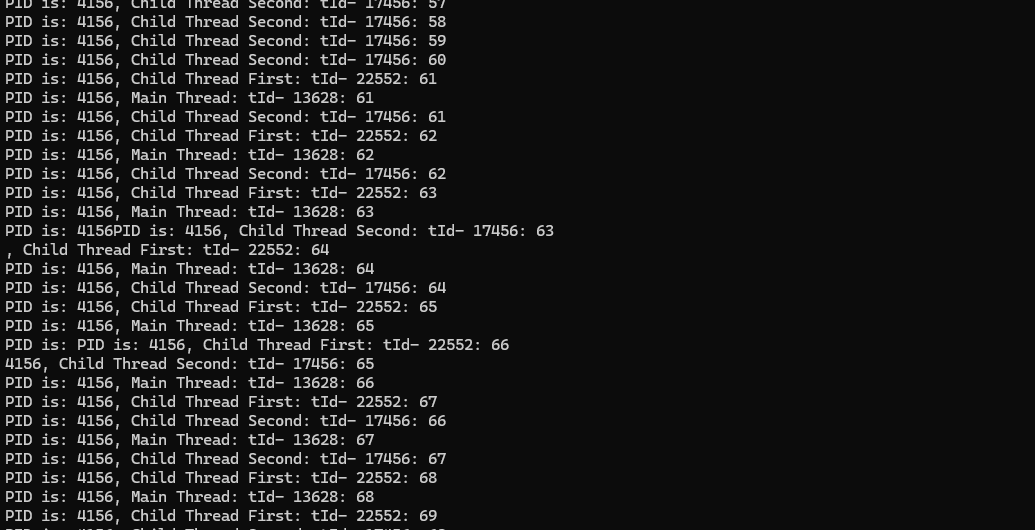 PID is: 4156, Child Thread Second: tId- 17456: 57
PID is: 4156, Child Thread Second: tId- 17456: 58
PID is: 4156, Child Thread Second: tId- 17456: 59
PID is: 4156, Child Thread Second: tId- 17456: 60
PID is: 4156, Child Thread First: tId- 22552: 61
PID is: 4156, Main Thread: tId- 13628: 61
PID is: 4156, Child Thread Second: tId- 17456: 61
PID is: 4156, Child Thread First: tId- 22552: 62
PID is: 4156, Main Thread: tId- 13628: 62
PID is: 4156, Child Thread Second: tId- 17456: 62
PID is: 4156, Child Thread First: tId- 22552: 63
PID is: 4156, Main Thread: tId- 13628: 63
PID is: 4156PID is: 4156, Child Thread Second: tId- 17456: 63
, Child Thread First: tId- 22552: 64
PID is: 4156, Main Thread: tId- 13628: 64
PID is: 4156, Child Thread Second: tId- 17456: 64
PID is: 4156, Child Thread First: tId- 22552: 65
PID is: 4156, Main Thread: tId- 13628: 65
PID is: PID is: 4156, Child Thread First: tId- 22552: 66
4156, Child Thread Second: tId- 17456: 65
PID is: 4156, Main Thread: tId- 13628: 66
PID is: 4156, Child Thread First: tId- 22552: 67
PID is: 4156, Child Thread Second: tId- 17456: 66
PID is: 4156, Main Thread: tId- 13628: 67
PID is: 4156, Child Thread Second: tId- 17456: 67
PID is: 4156, Child Thread First: tId- 22552: 68
PID is: 4156, Main Thread: tId- 13628: 68
PID is: 4156, Child Thread First: tId- 22552: 69